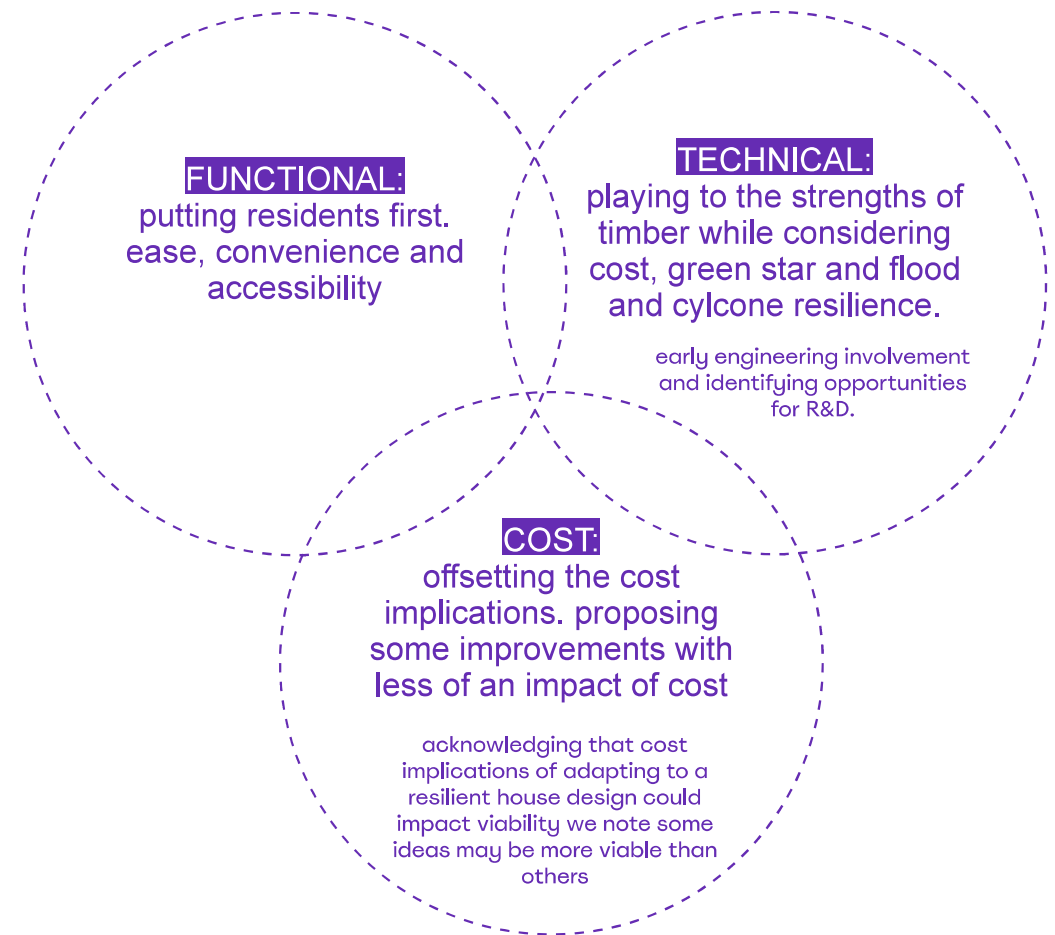 FUNCTIONAL:
putting residents first.
ease, convenience and
accessibility
TECHNICAL:
playing to the strengths of
timber while considering
cost, green star and flood
and cylcone resilience.
early engineering involvement
and identifying opportunities
for R&D.
COST:
offsetting the cost
implications. proposing
some improvements with
less of an impact of cost
acknowledging that cost
implications of adapting to a
resilient house design could
impact viability we note some
ideas may be more viable than
others